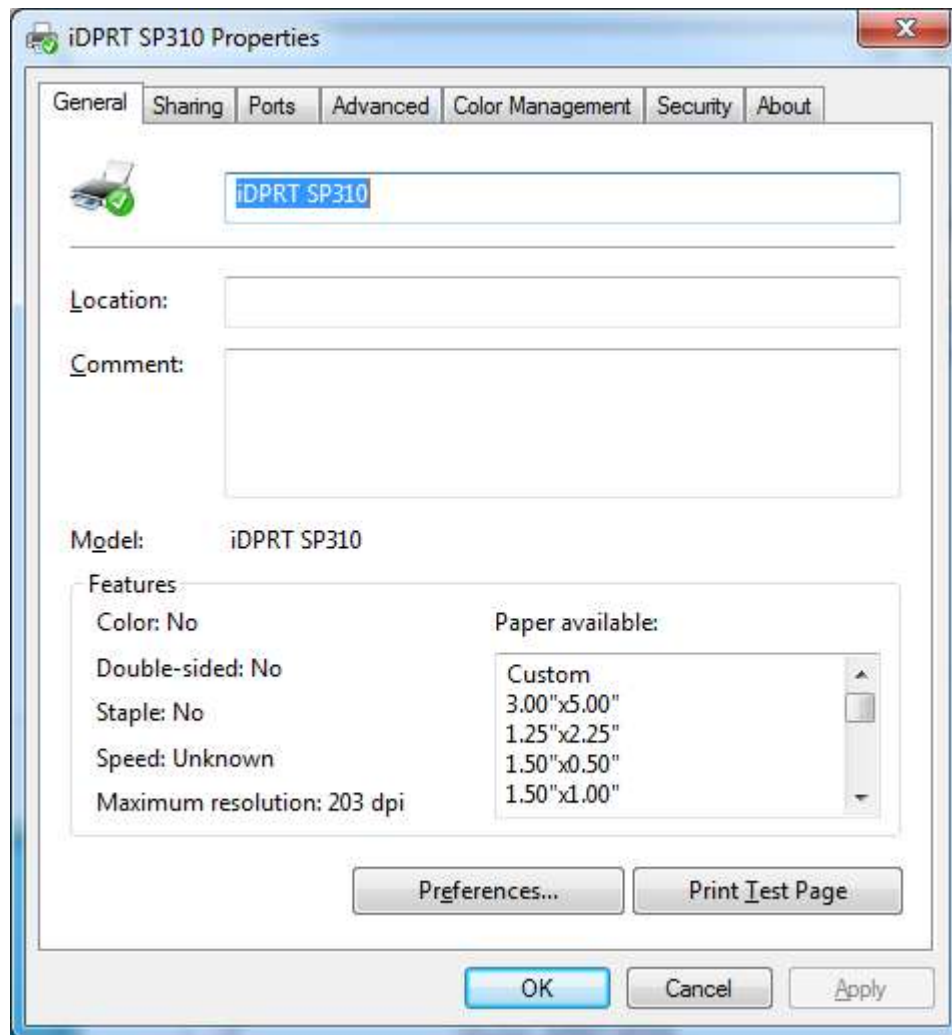 iDPRT SP310 Properties
X
General Sharing Ports Advanced Color Management Security About
iDPRT SP310
Location:
Comment:
Model: iDPRT SP310
Features
Color: No
Double-sided: No
Staple: No
Speed: Unknown
Maximum resolution: 203 dpi
Paper available:
Custom
3.00"x5.00"
1.25"x2.25"
1.50"x0.50"
1.50"x1.00"
Preferences... Print Test Page
OK Cancel Apply